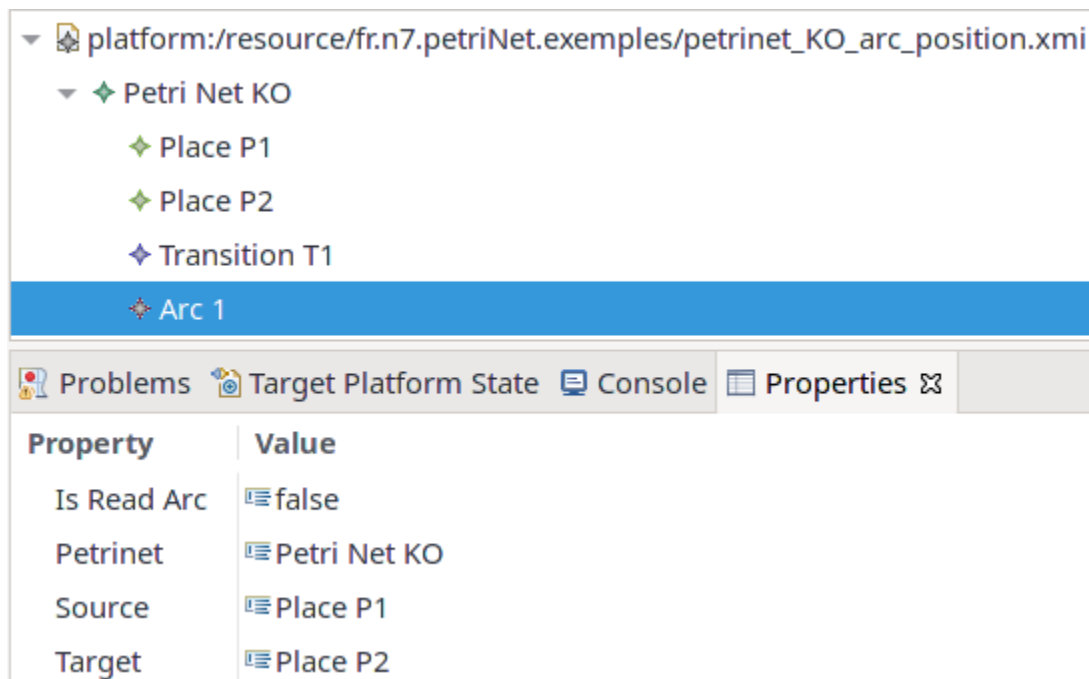 platform:/resource/fr.n7.petriNet.exemples/petrinet_KO_arc_position.xmi
Petri Net KO
Place P1
Place P2
Transition T1
Arc 1
Problems Target Platform State Console Properties
Property Value
Is Read Arc false
Petrinet Petri Net KO
Source Place P1
Target Place P2